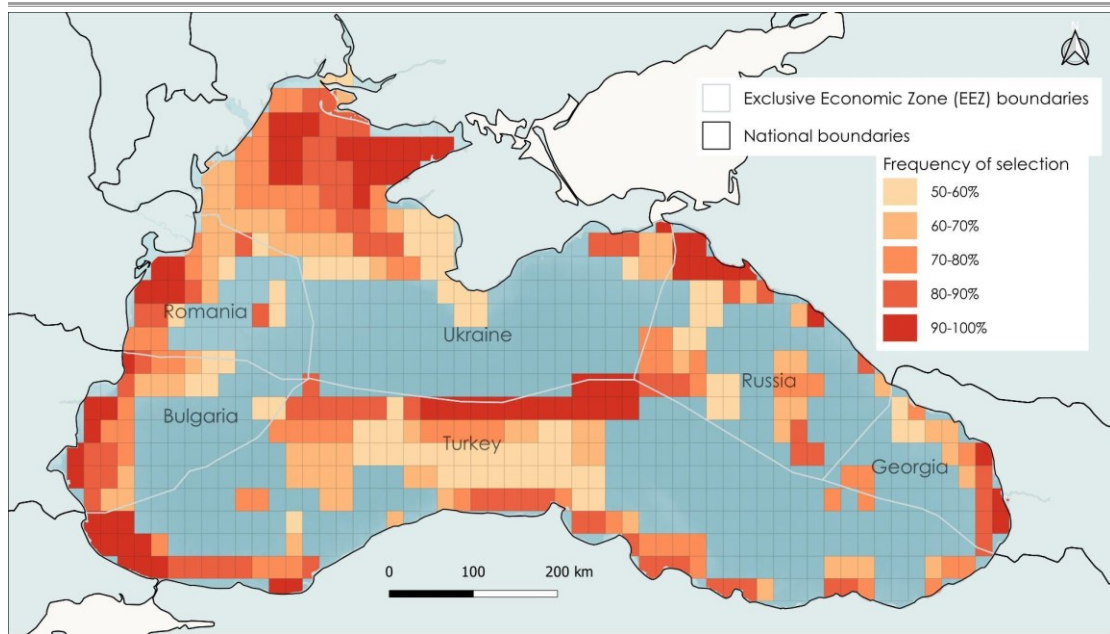 N
Exclusive Economic Zone (EEZ) boundaries
National boundaries
Frequency of selection
50-60%
60-70%
70-80%
80-90%
90-100%
Romania
Ukraine
Russia
Bulgaria
Turkey
Georgia
0 100 200 km